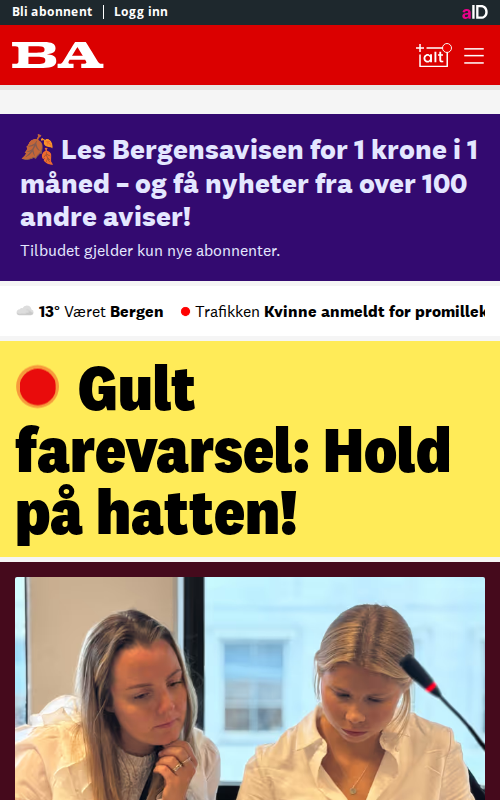 Bli abonnent | Logg inn
aID
BA
alt
🍂 Les Bergensavisen for 1 krone i 1
måned – og få nyheter fra over 100
andre aviser!
Tilbudet gjelder kun nye abonnenter.
13° Været Bergen
Trafikken Kvinne anmeldt for promillek
Gult
farevarsel: Hold
på hatten!